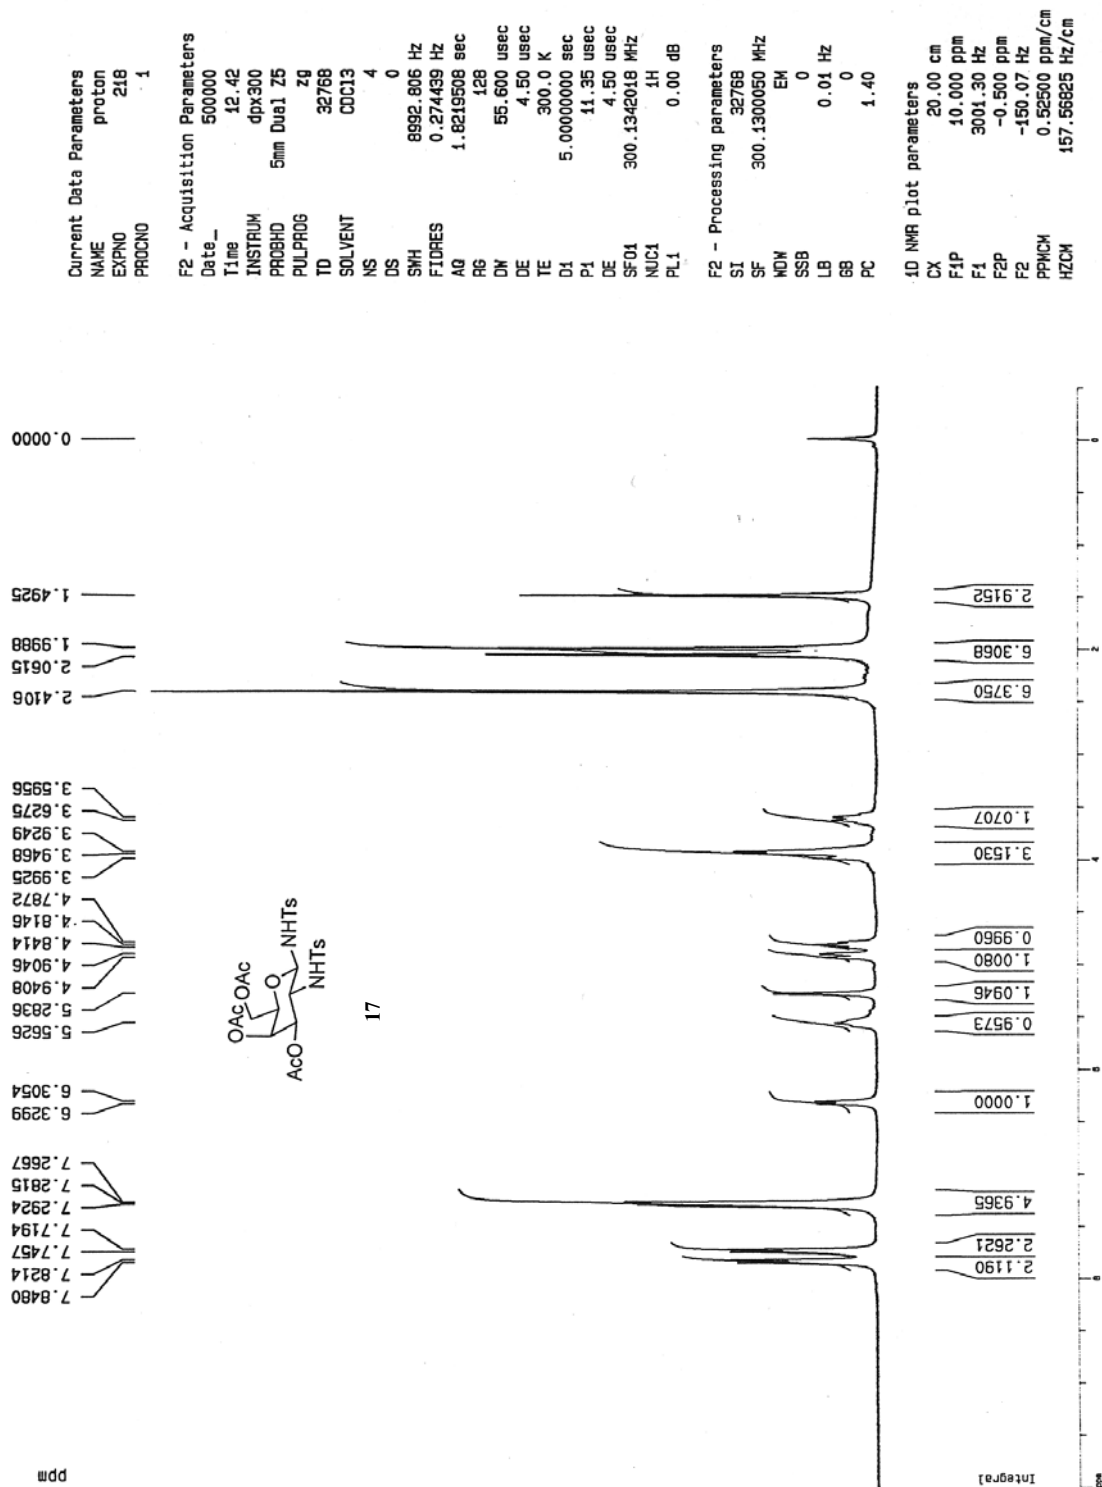 Current Data Parameters
NAME proton
EXPNO 218
PROCNO 1
F2 - Acquisition Parameters
Date_ 500000
Time 12.42
INSTRUM dpx300
PROBHD 5mm Dual Z5
PULPROG zg
TD 32768
SOLVENT CDCl3
NS 4
DS 0
SWH 8992.806 Hz
FIDRES 0.274439 Hz
AQ 1.8219508 sec
RG 128
DW 55.600 usec
DE 4.50 usec
TE 300.0 K
D1 5.00000000 sec
P1 11.35 usec
DE 4.50 usec
SFO1 300.1342018 MHz
NUC1 1H
PL1 0.00 dB
F2 - Processing parameters
SI 32768
SF 300.1300050 MHz
WDW EM
SSB 0
LB 0.01 Hz
GB 0
PC 1.40
1D NMR plot parameters
CX 20.00 cm
F1P 10.000 ppm
F1 3001.30 Hz
F2P -0.500 ppm
F2 -150.07 Hz
PPMCM 0.52500 ppm/cm
HZCM 157.56825 Hz/cm
ppm
7.8480
7.8214
7.7457
7.7194
7.2924
7.2815
7.2667
6.3299
6.3054
5.5626
5.2836
4.9408
4.9046
4.8414
4.8146
4.7872
3.9925
3.9468
3.9249
3.6275
3.5956
2.4106
2.0615
1.9988
1.4925
0.0000
OAc
OAc
O
NHTs
AcO
NHTs
17
Integral
2.1190
2.2621
4.9365
1.0000
0.9573
1.0946
1.0080
0.9960
3.1530
1.0707
6.3750
6.3068
2.9152
ppm
8
6
4
2
0